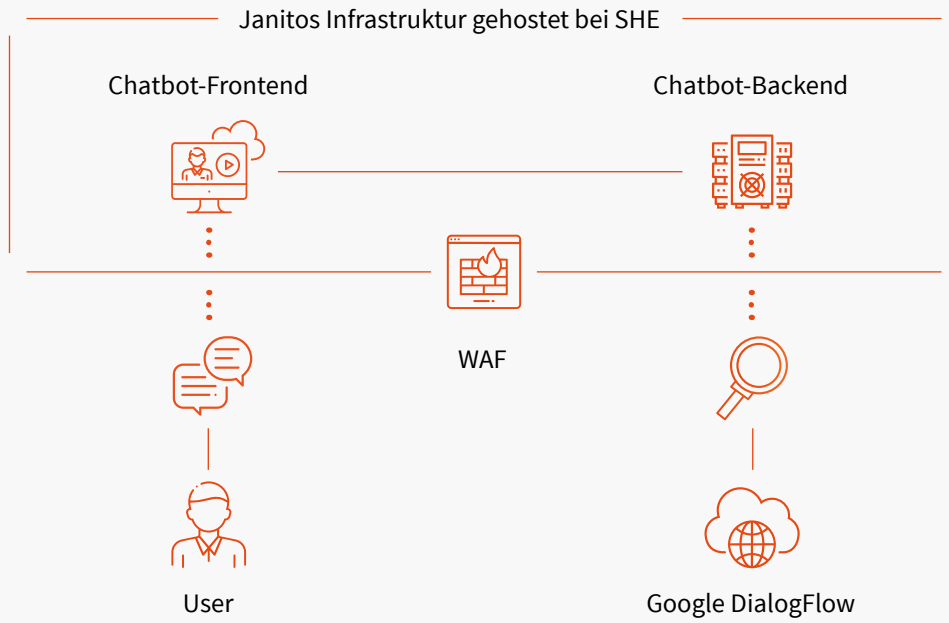 Janitos Infrastruktur gehostet bei SHE
Chatbot-Frontend
Chatbot-Backend
WAF
User
Google DialogFlow